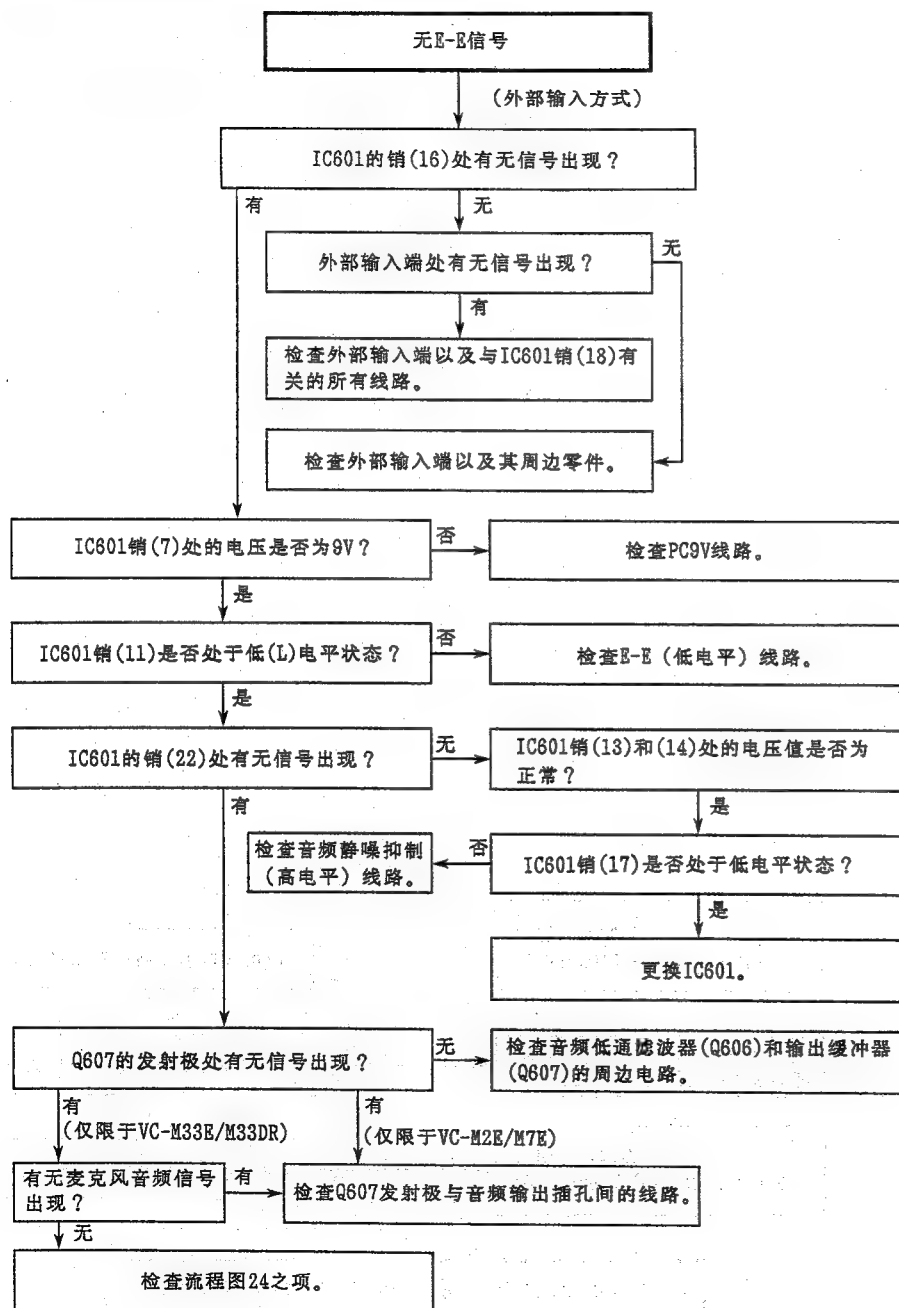 无E-E信号
(外部输入方式)
IC601的销(16)处有无信号出现？
有
无
外部输入端处有无信号出现？
无
有
检查外部输入端以及与IC601销(18)有
关的所有线路。
检查外部输入端以及其周边零件。
IC601销(7)处的电压是否为9V？
否
检查PC9V线路。
是
IC601销(11)是否处于低(L)电平状态？
否
检查E-E（低电平）线路。
是
IC601的销(22)处有无信号出现？
无
IC601销(13)和(14)处的电压值是否为
正常？
有
是
检查音频静噪抑制
（高电平）线路。
否
IC601销(17)是否处于低电平状态？
是
更换IC601。
Q607的发射极处有无信号出现？
无
检查音频低通滤波器(Q606)和输出缓冲器
(Q607)的周边电路。
有
(仅限于VC-M33E/M33DR)
有
(仅限于VC-M2E/M7E)
有无麦克风音频信号
出现？
有
检查Q607发射极与音频输出插孔间的线路。
无
检查流程图24之项。